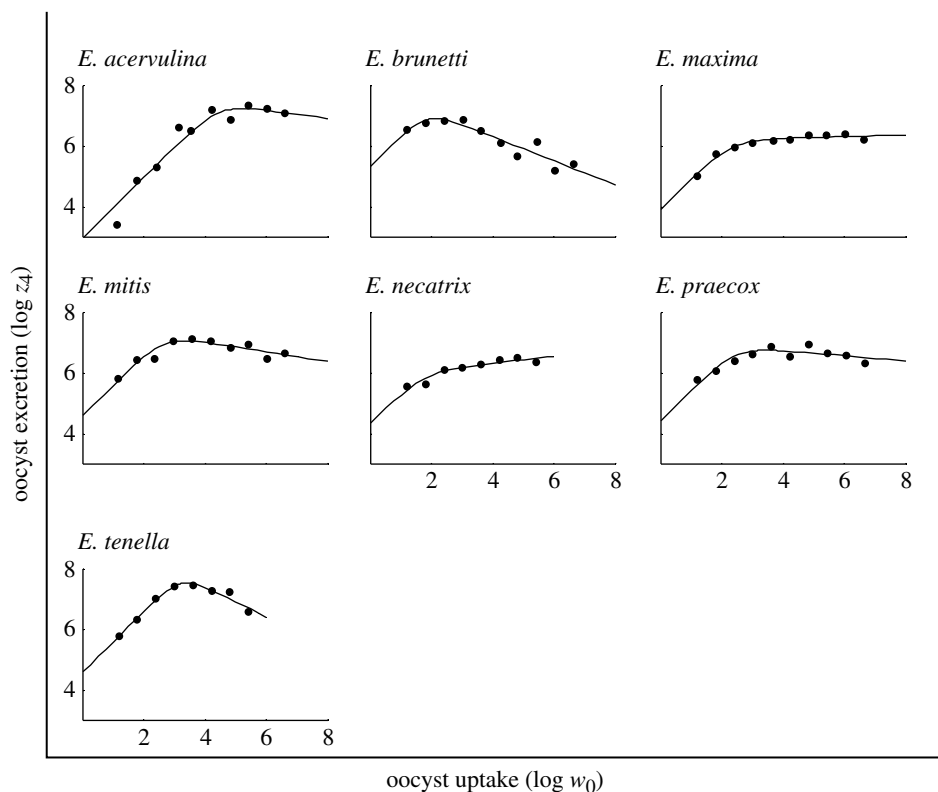 E. acervulina
E. brunetti
E. maxima
8
6
4
E. mitis
E. necatrix
E. praecox
8
6
4
2 4 6 8
2 4 6 8
E. tenella
8
6
4
2 4 6 8
oocyst excretion (log z4)
oocyst uptake (log w0)